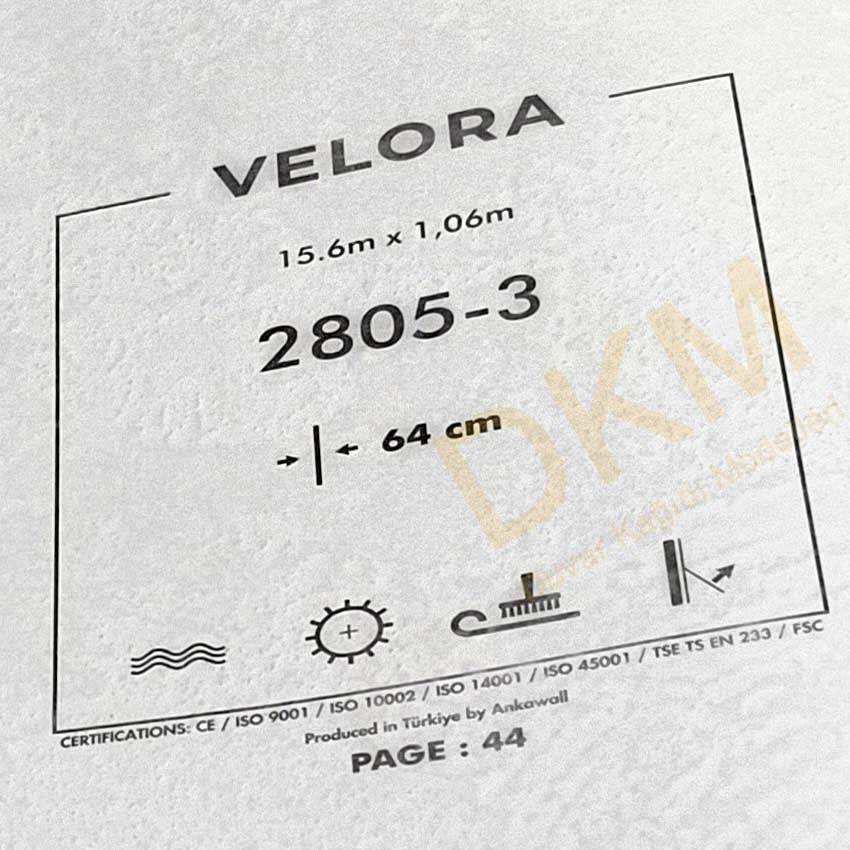 VELORA
15.6m x 1,06m
2805-3
64 cm
DKM
Duvar Kağıdı Modelleri
CERTIFICATIONS: CE / ISO 9001 / ISO 10002 / ISO 14001 / ISO 45001 / TSE TS EN 233 / FSC
Produced in Türkiye by Ankawall
PAGE : 44